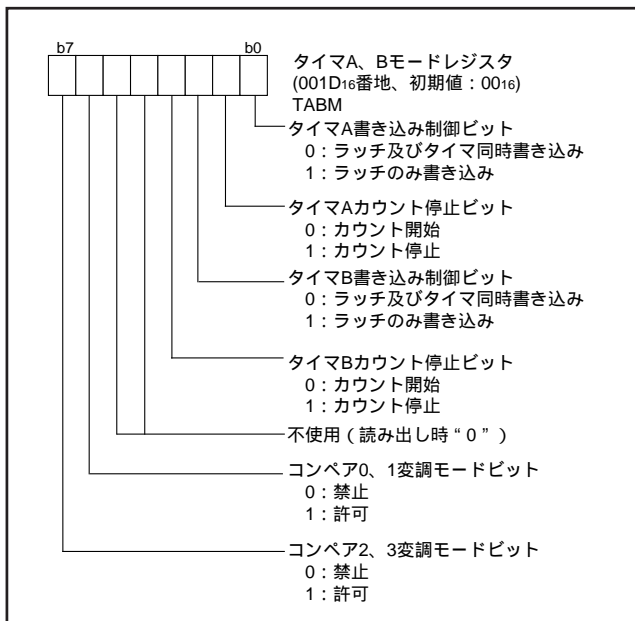 b7 b0
タイマA、Bモードレジスタ
(001D16番地、初期値：0016)
TABM
タイマA書き込み制御ビット
0：ラッチ及びタイマ同時書き込み
1：ラッチのみ書き込み
タイマAカウント停止ビット
0：カウント開始
1：カウント停止
タイマB書き込み制御ビット
0：ラッチ及びタイマ同時書き込み
1：ラッチのみ書き込み
タイマBカウント停止ビット
0：カウント開始
1：カウント停止
不使用（読み出し時“0”）
コンペア0、1変調モードビット
0：禁止
1：許可
コンペア2、3変調モードビット
0：禁止
1：許可